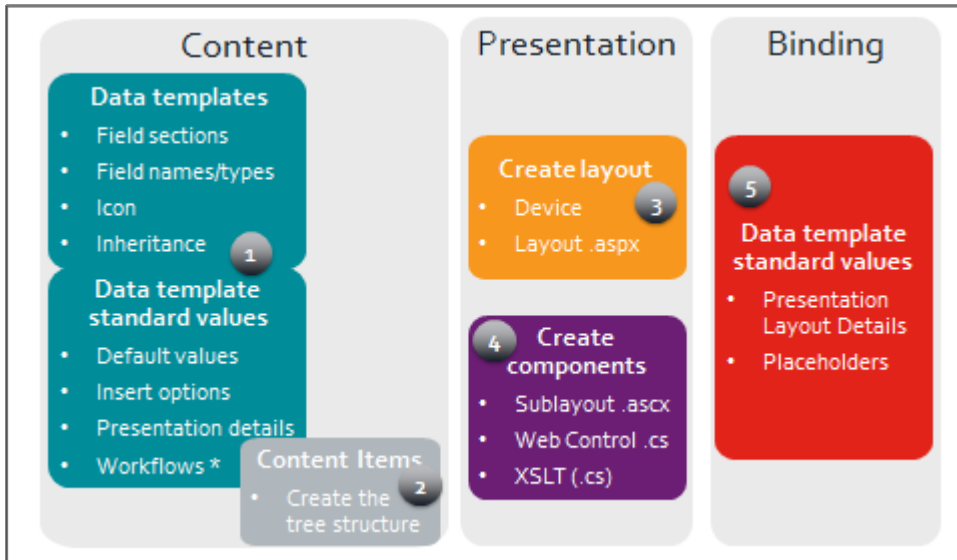 Content
Data templates
• Field sections
• Field names/types
• Icon
• Inheritance
1
Data template
standard values
• Default values
• Insert options
• Presentation details
• Workflows *
Content Items
2
• Create the
tree structure
Presentation
Create layout
• Device
3
• Layout .aspx
4
Create
components
• Sublayout .ascx
• Web Control .cs
• XSLT (.cs)
Binding
5
Data template
standard values
• Presentation
Layout Details
• Placeholders